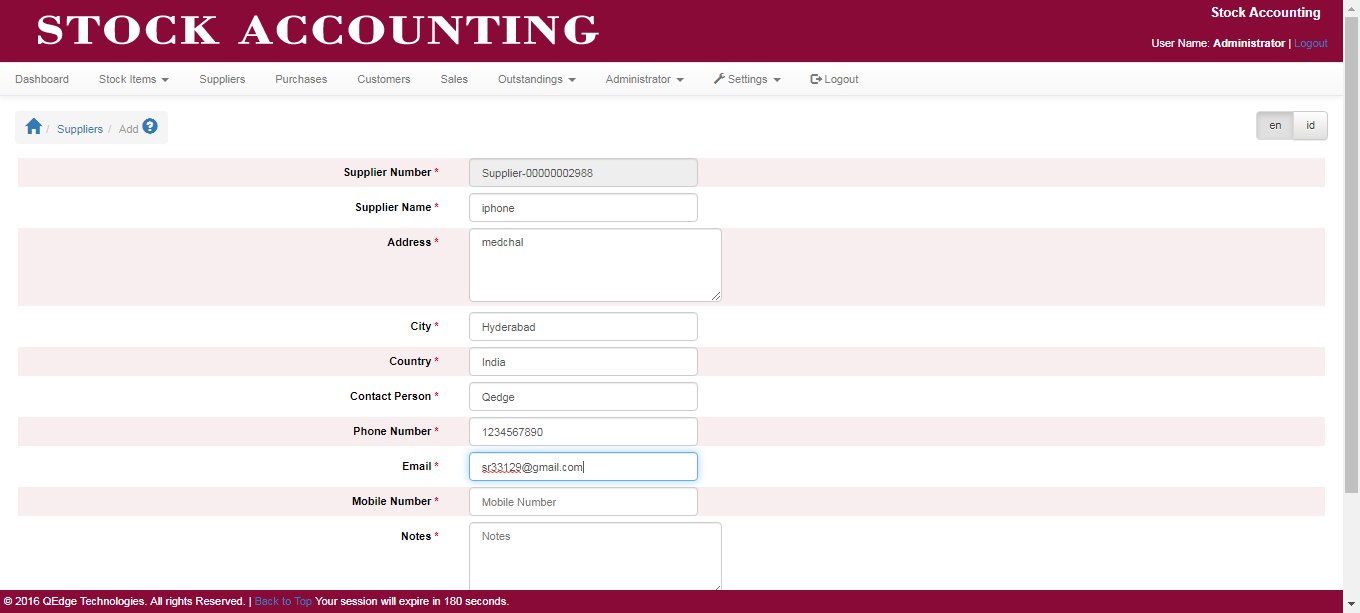 STOCK ACCOUNTING
Stock Accounting
User Name: Administrator | Logout
Dashboard Stock Items Suppliers Purchases Customers Sales Outstandings Administrator Settings Logout
/ Suppliers / Add ?
en id
Supplier Number * Supplier-00000002988
Supplier Name * iphone
Address * medchal
City * Hyderabad
Country * India
Contact Person * Qedge
Phone Number * 1234567890
Email * sr33129@gmail.com
Mobile Number * Mobile Number
Notes * Notes
© 2016 QEdge Technologies. All rights Reserved. | Back to Top Your session will expire in 180 seconds.